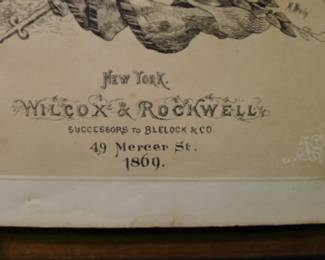 New York.
Wilcox & Rockwell,
Successors to Blelock & Co
49 Mercer St.
1869.